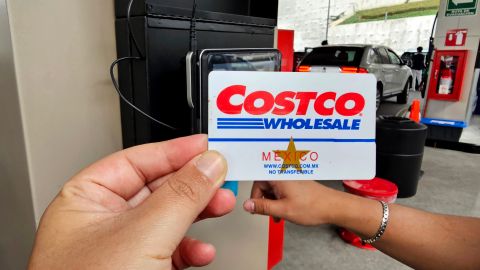 COSTCO
WHOLESALE
MEXICO
WWW.COSTCO.COM.MX
NO TRANSFERIBLE